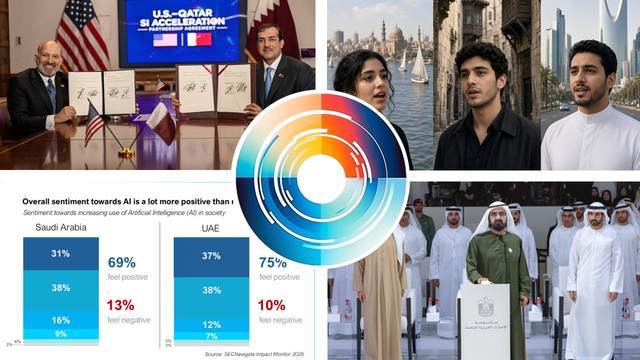 U.S.-QATAR
SI ACCELERATION
PARTNERSHIP AGREEMENT
Overall sentiment towards AI is a lot more positive than
Sentiment towards increasing use of Artificial Intelligence (AI) in society
Saudi Arabia
31%
38%
16%
9%
69%
feel positive
13%
feel negative
UAE
37%
38%
12%
7%
75%
feel positive
10%
feel negative
Source: SECNewgate Impact Monitor 2026